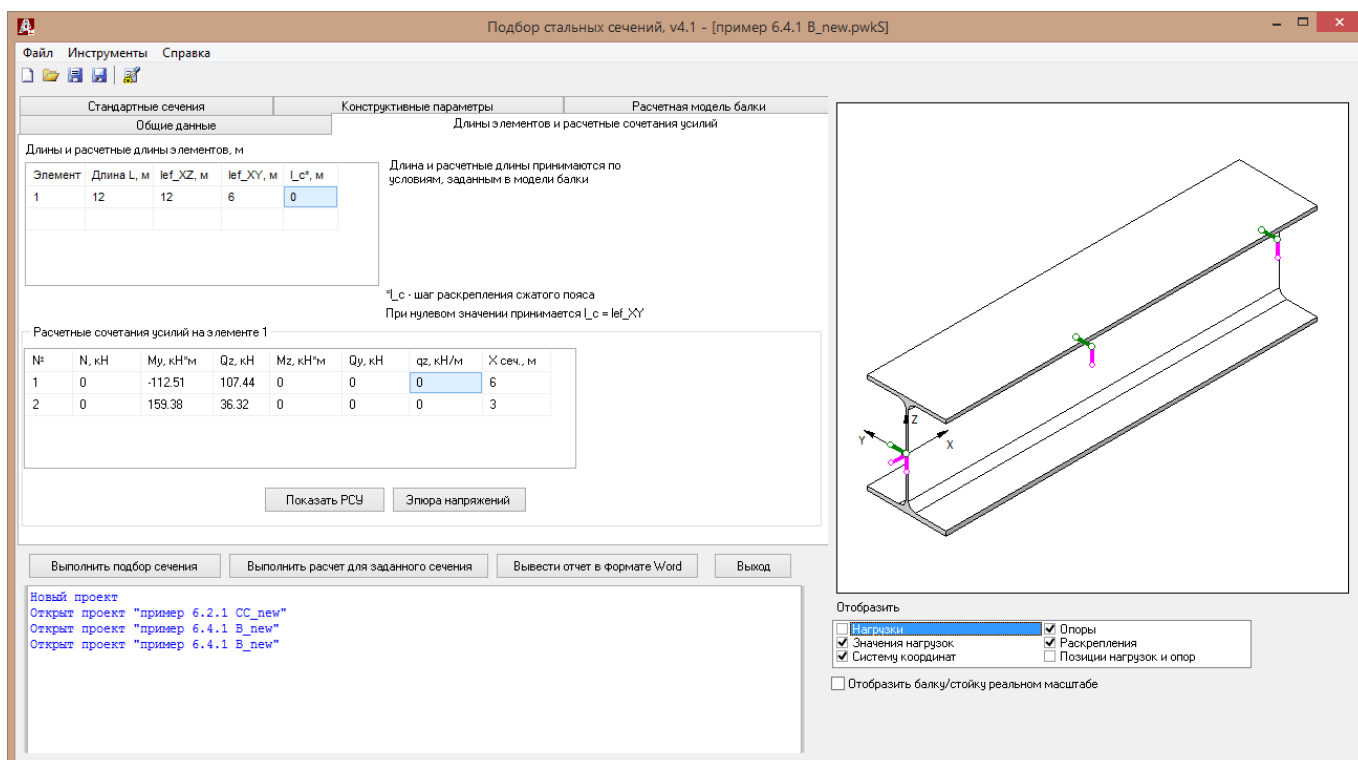 Подбор стальных сечений, v4.1 - [пример 6.4.1 B_new.pwkS]
Файл Инструменты Справка
Стандартные сечения Конструктивные параметры Расчетная модель балки
Общие данные Длины элементов и расчетные сочетания усилий
Длины и расчетные длины элементов, м
Элемент Длина L, м lef_XZ, м lef_XY, м l_c*, м
1 12 12 6 0
Длина и расчетные длины принимаются по
условиям, заданным в модели балки
*l_c - шаг раскрепления сжатого пояса
При нулевом значении принимается l_c = lef_XY
Расчетные сочетания усилий на элементе 1
№ N, кН My, кН*м Qz, кН Mz, кН*м Qy, кН qz, кН/м X сеч., м
1 0 -112.51 107.44 0 0 0 6
2 0 159.38 36.32 0 0 0 3
Показать РСУ Эпюра напряжений
Выполнить подбор сечения Выполнить расчет для заданного сечения Вывести отчет в формате Word Выход
Новый проект
Открыт проект "пример 6.2.1 CC_new"
Открыт проект "пример 6.4.1 B_new"
Открыт проект "пример 6.4.1 B_new"
Z
Y X
Отобразить
Нагрузки Опоры
Значения нагрузок Раскрепления
Систему координат Позиции нагрузок и опор
Отобразить балку/стойку реальном масштабе